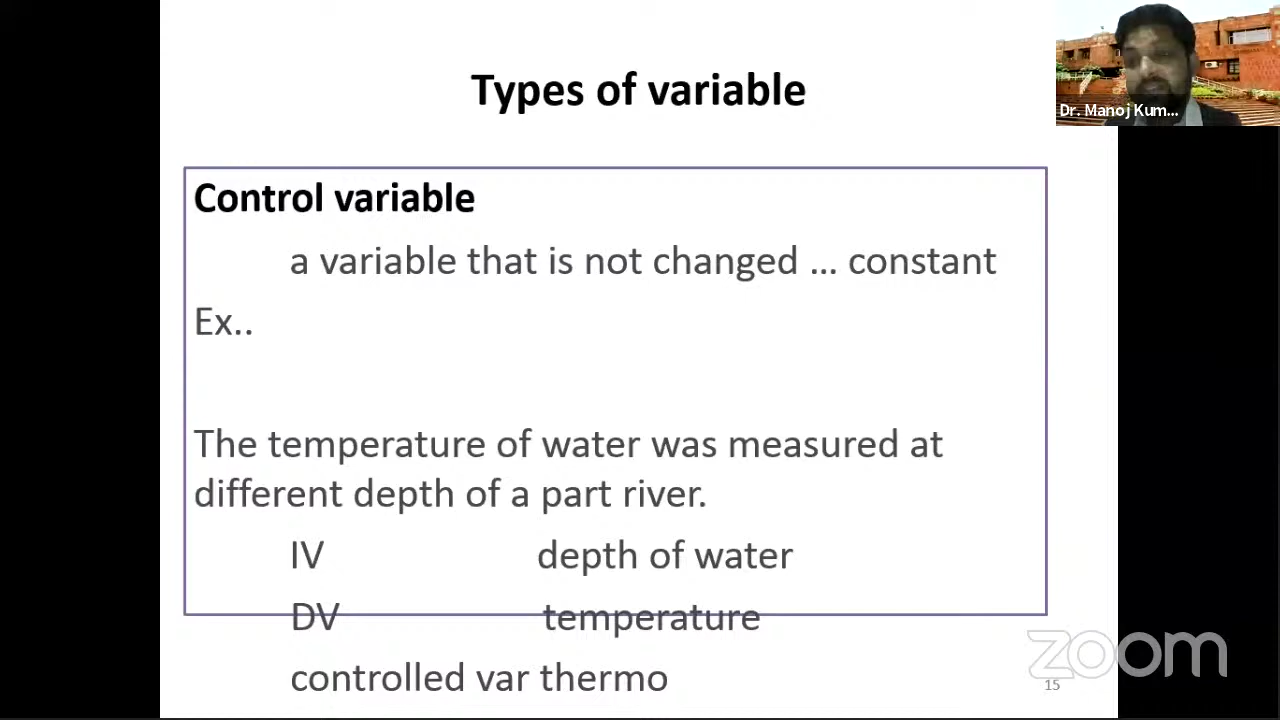 Types of variable
Dr. Manoj Kum...
Control variable
a variable that is not changed ... constant
Ex..
The temperature of water was measured at
different depth of a part river.
IV depth of water
DV temperature
controlled var thermo
zoom
15